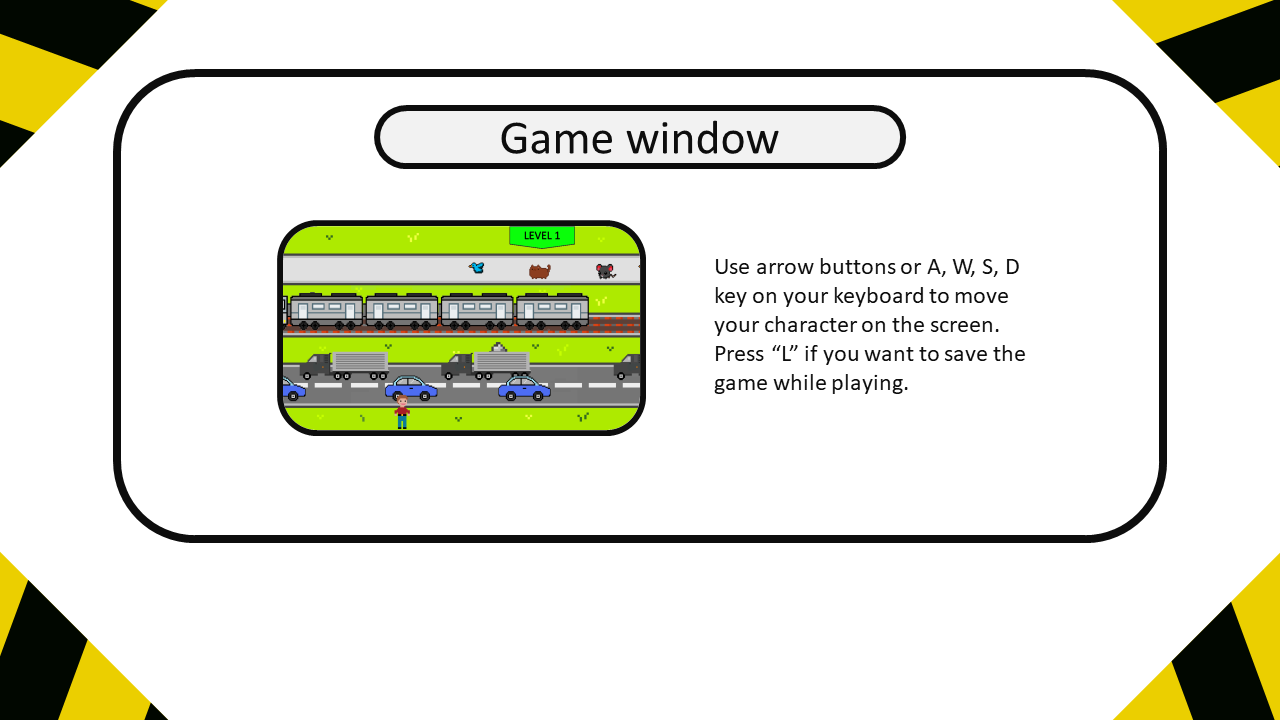 Game window
LEVEL 1
Use arrow buttons or A, W, S, D
key on your keyboard to move
your character on the screen.
Press “L” if you want to save the
game while playing.